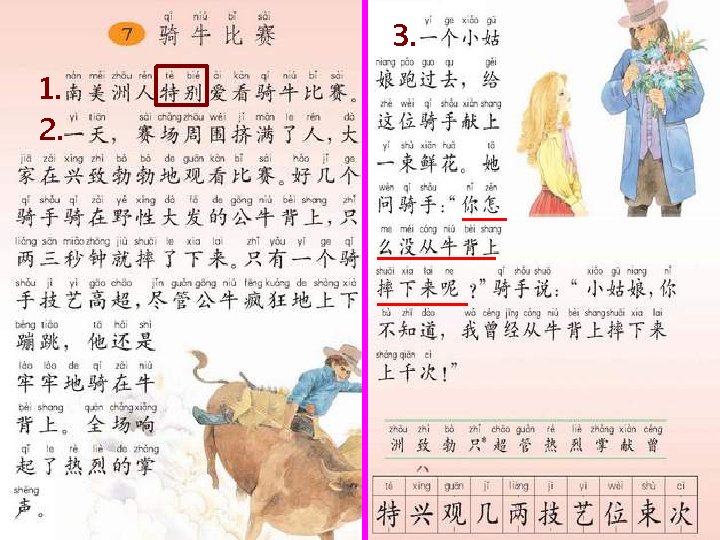 7 骑牛比赛
qí niú bǐ sài
nán měi zhōu rén tè bié ài kàn qí niú bǐ sài
1.南美洲人特别爱看骑牛比赛。
yì tiān sài chǎng zhōu wéi jǐ mǎn le rén dà
2.一天，赛场周围挤满了人，大
jiā zài xìng zhì bó bó de guān kàn bǐ sài hǎo jǐ ge
家在兴致勃勃地观看比赛。好几个
qí shǒu qí zài yě xìng dà fā de gōng niú bèi shang zhǐ
骑手骑在野性大发的公牛背上，只
liǎng sān miǎo zhōng jiù shuāi le xia lai zhǐ yǒu yí ge qí
两三秒钟就摔了下来。只有一个骑
shǒu jì yì gāo chāo jǐn guǎn gōng niú fēng kuáng de shàng xià
手技艺高超，尽管公牛疯狂地上下
bèng tiào tā hái shì
蹦跳，他还是
láo láo de qí zài niú
牢牢地骑在牛
bèi shang quán chǎng xiǎng
背上。全场响
qǐ le rè liè de zhǎng
起了热烈的掌
shēng
声。
yí ge xiǎo gū
3.一个小姑
niang pǎo guo qu gěi
娘跑过去，给
zhè wèi qí shǒu xiàn shang
这位骑手献上
yí shù xiān huā tā
一束鲜花。她
wèn qí shǒu nǐ zěn
问骑手：“你怎
me méi cóng niú bèi shang
么没从牛背上
shuāi xia lai ne qí shǒu shuō xiǎo gū niang nǐ
摔下来呢？”骑手说：“小姑娘，你
bù zhī dào wǒ céng jīng cóng niú bèi shang shuāi xia lai
不知道，我曾经从牛背上摔下来
shàng qiān cì
上千次！”
zhōu zhì bó zhǐ chāo guǎn rè liè zhǎng xiàn céng
洲致勃只*超管热烈掌献曾
tè xìng guān jǐ liǎng jì yì wèi shù cì
特兴观几两技艺位束次